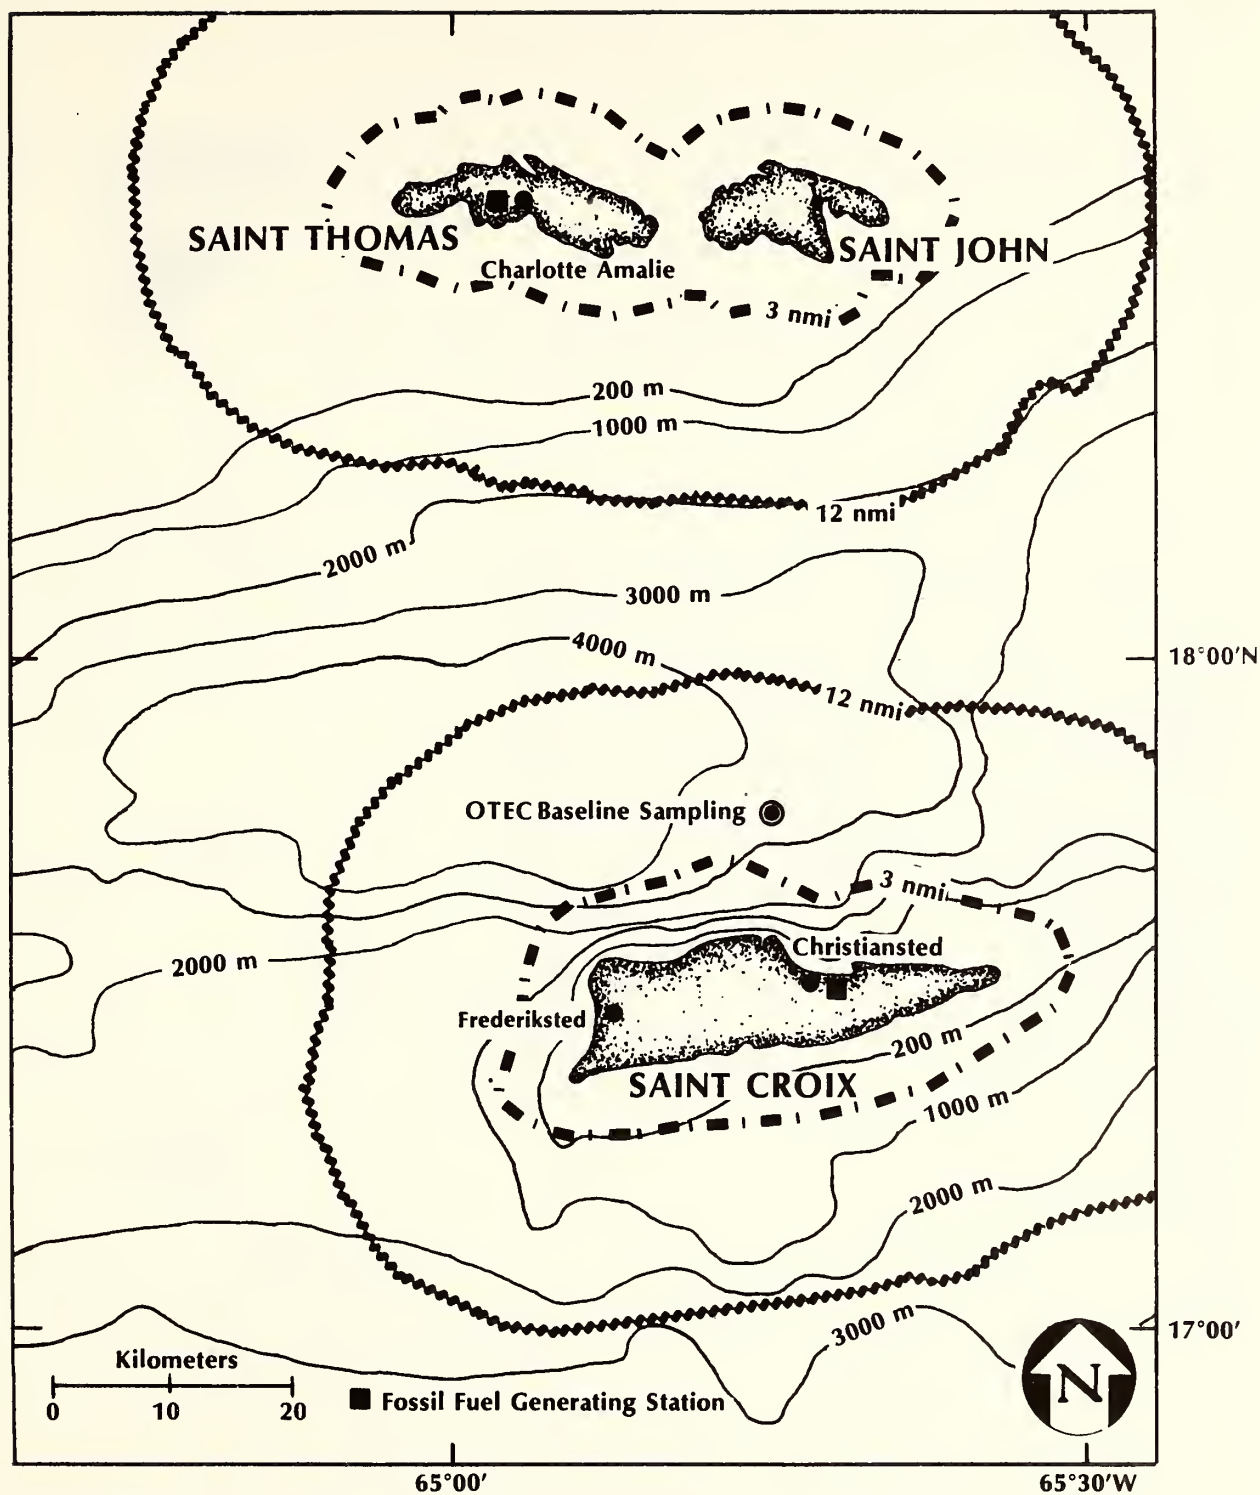 SAINT THOMAS
SAINT JOHN
Charlotte Amalie
3 nmi
200 m
1000 m
12 nmi
2000 m
3000 m
4000 m
18°00'N
12 nmi
OTEC Baseline Sampling
3 nmi
Christiansted
2000 m
Frederiksted
200 m
SAINT CROIX
1000 m
2000 m
3000 m
17°00'
Kilometers
0 10 20
Fossil Fuel Generating Station
N
65°00' 65°30'W